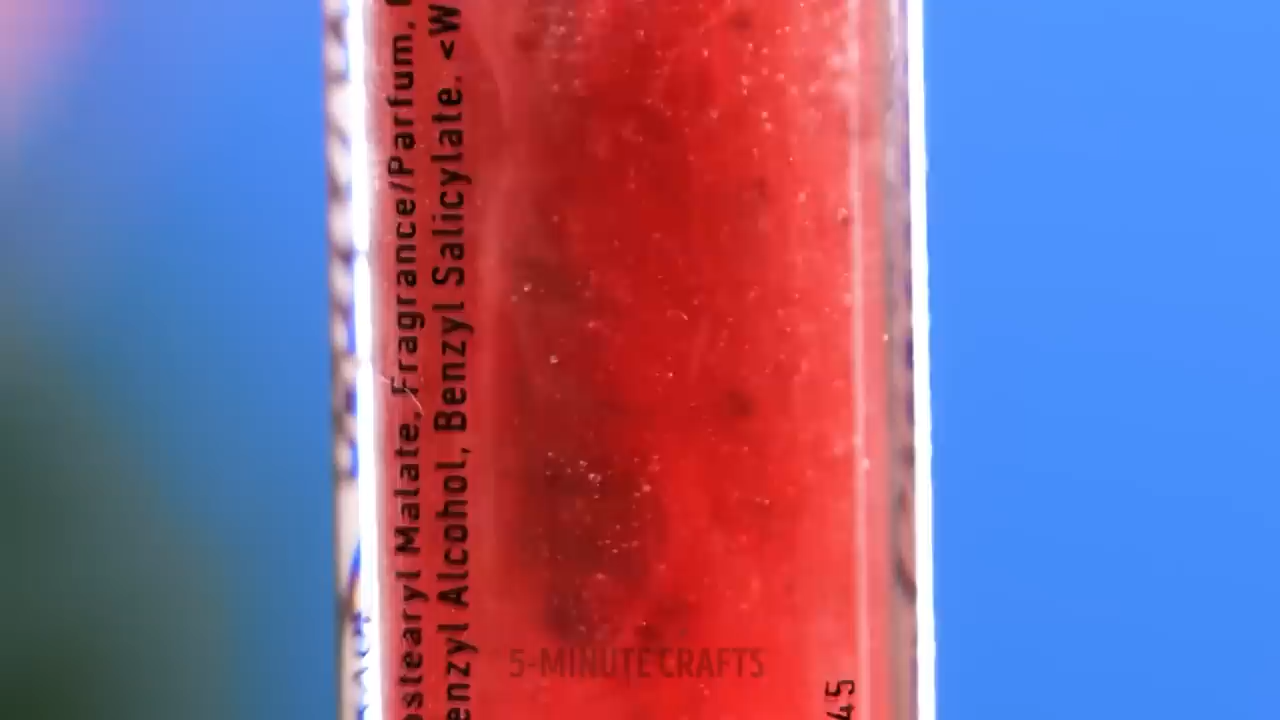 ostearyl Malate, Fragrance/Parfum,
enzyl Alcohol, Benzyl Salicylate. <W
5-MINUTE CRAFTS
45